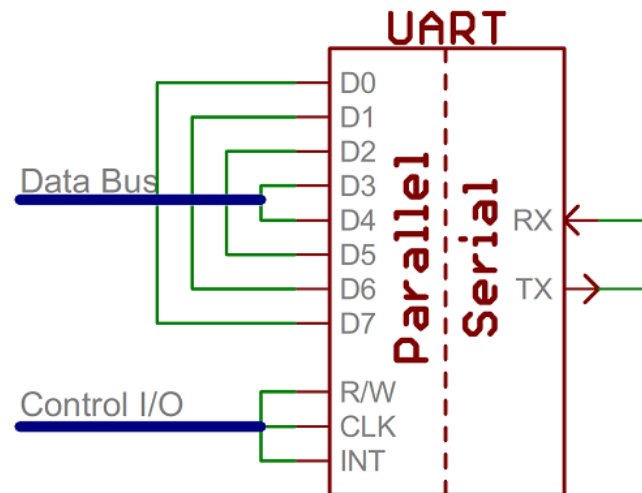 UART
D0
D1
D2
Data Bus
D3
D4
D5
D6
D7
Parallel
Serial
RX
TX
R/W
Control I/O
CLK
INT